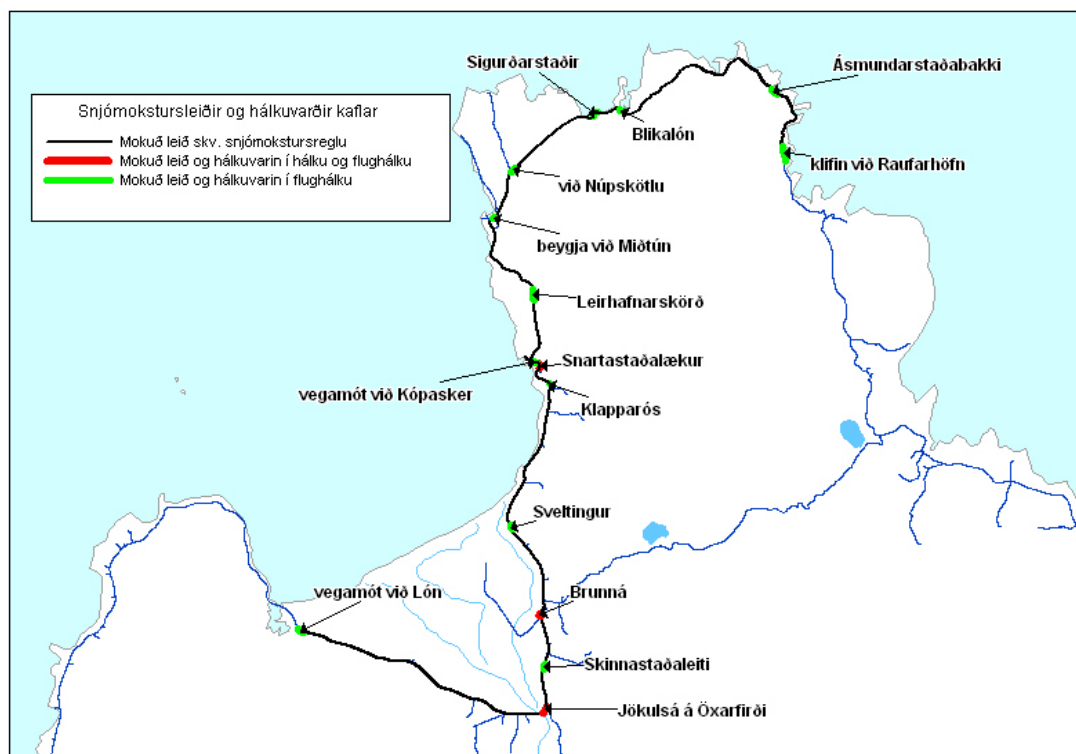 Snjómokstursleiðir og hálkuvarðir kaflar
Mokuð leið skv. snjómokstursreglu
Mokuð leið og hálkuvarin í hálku og flughálku
Mokuð leið og hálkuvarin í flughálku
Sigurðarstaðir
Ásmundarstaðabakki
Blikalón
klifin við Raufarhöfn
við Núpskötlu
beygja við Miðtún
Leirhafnarskörð
Snartastaðalækur
vegamót við Kópasker
Klapparós
Sveltingur
vegamót við Lón
Brunná
Skinnastaðaleiti
Jökulsá á Öxarfirði